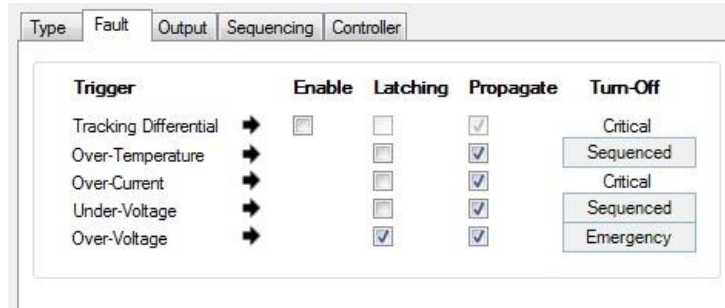 Type Fault Output Sequencing Controller
Trigger Enable Latching Propagate Turn-Off
Tracking Differential Critical
Over-Temperature Sequenced
Over-Current Critical
Under-Voltage Sequenced
Over-Voltage Emergency